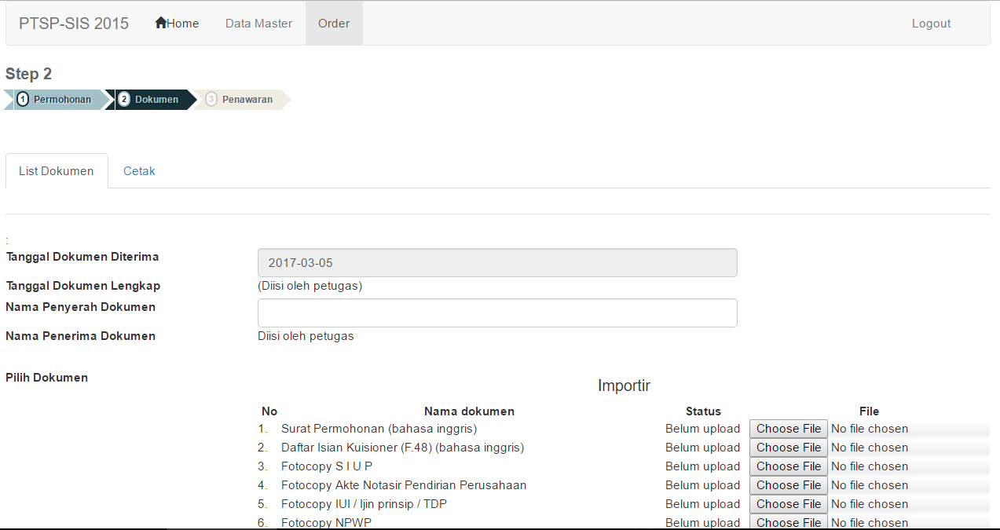 PTSP-SIS 2015 Home Data Master Order Logout
Step 2
1 Permohonan 2 Dokumen 3 Penawaran
List Dokumen Cetak
:
Tanggal Dokumen Diterima 2017-03-05
Tanggal Dokumen Lengkap (Diisi oleh petugas)
Nama Penyerah Dokumen
Nama Penerima Dokumen Diisi oleh petugas
Pilih Dokumen
Importir
No Nama dokumen Status File
1. Surat Permohonan (bahasa inggris) Belum upload Choose File No file chosen
2. Daftar Isian Kuisioner (F.48) (bahasa inggris) Belum upload Choose File No file chosen
3. Fotocopy S I U P Belum upload Choose File No file chosen
4. Fotocopy Akte Notasir Pendirian Perusahaan Belum upload Choose File No file chosen
5. Fotocopy IUI / Ijin prinsip / TDP Belum upload Choose File No file chosen
6. Fotocopy NPWP Belum upload Choose File No file chosen